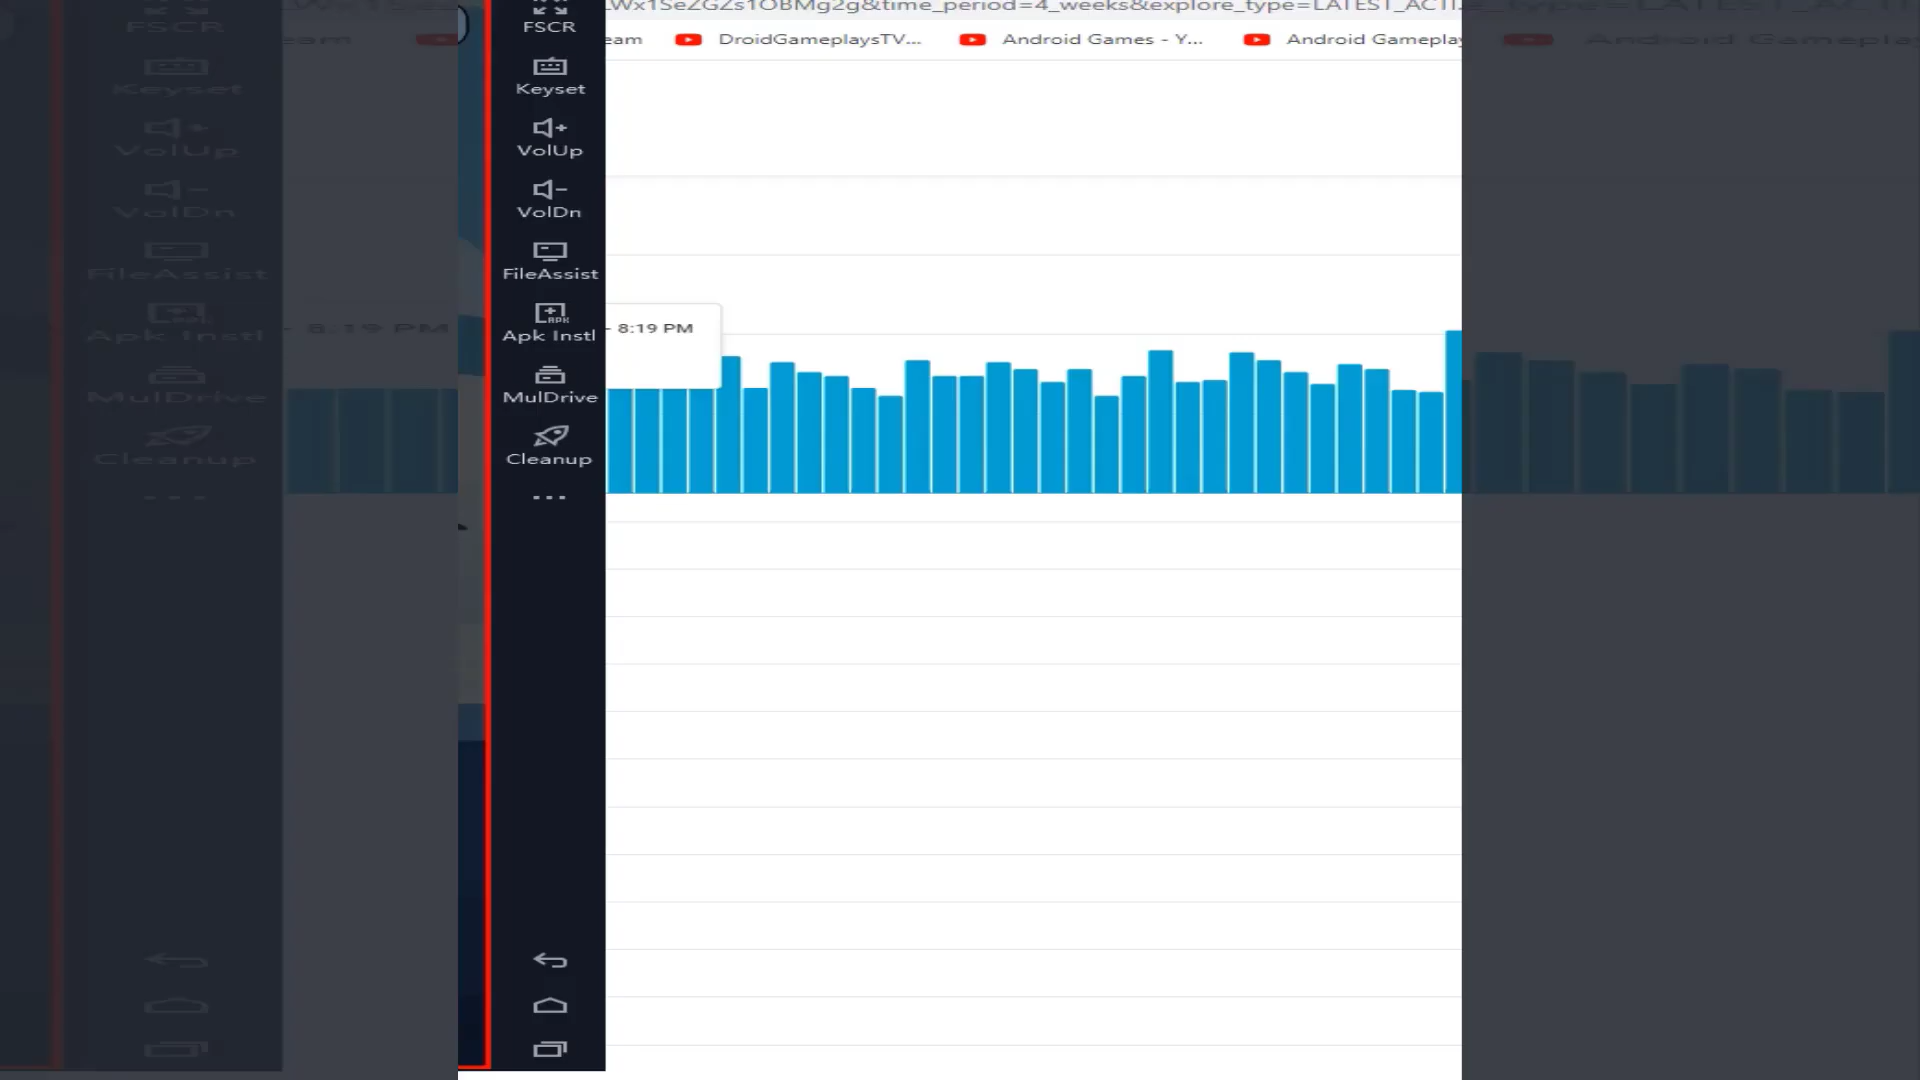 Wx1SeZGZs1OBMg2g&time_period=4_weeks&explore_type=LATEST_ACTI
FSCR
eam DroidGameplaysTV... Android Games - Y... Android Gameplay
Keyset
VolUp
VolDn
FileAssist
Apk Instl
- 8:19 PM
MulDrive
Cleanup
...